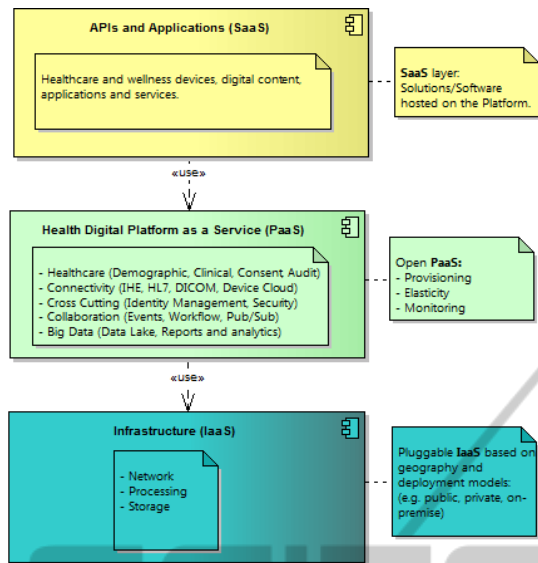 APIs and Applications (SaaS)
Healthcare and wellness devices, digital content,
applications and services.
SaaS layer:
Solutions/Software
hosted on the Platform.
«use»
Health Digital Platform as a Service (PaaS)
- Healthcare (Demographic, Clinical, Consent, Audit)
- Connectivity (IHE, HL7, DICOM, Device Cloud)
- Cross Cutting (Identity Management, Security)
- Collaboration (Events, Workflow, Pub/Sub)
- Big Data (Data Lake, Reports and analytics)
Open PaaS:
- Provisioning
- Elasticity
- Monitoring
«use»
Infrastructure (IaaS)
- Network
- Processing
- Storage
Pluggable IaaS based on
geography and
deployment models:
(e.g. public, private, on-
premise)